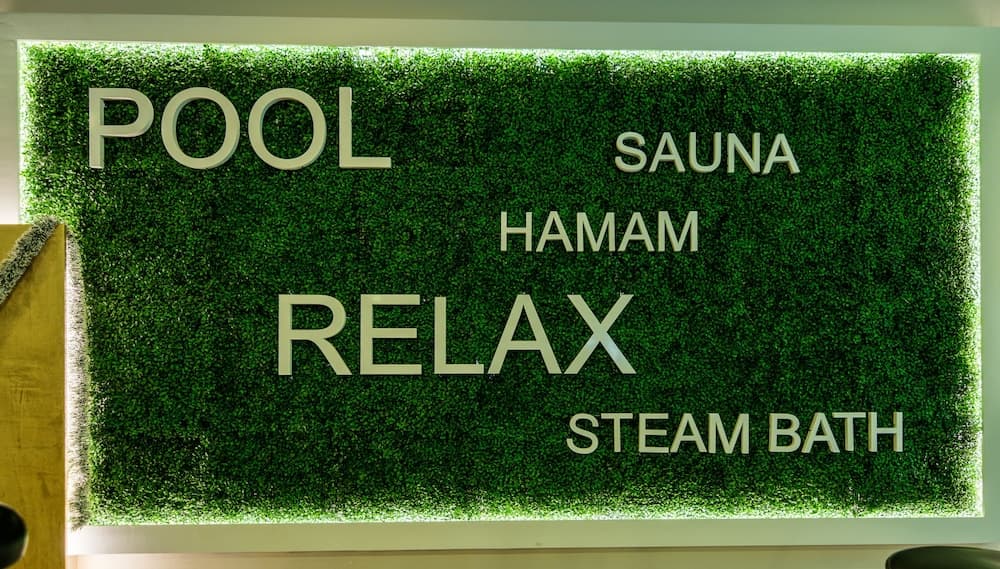 POOL
SAUNA
HAMAM
RELAX
STEAM BATH